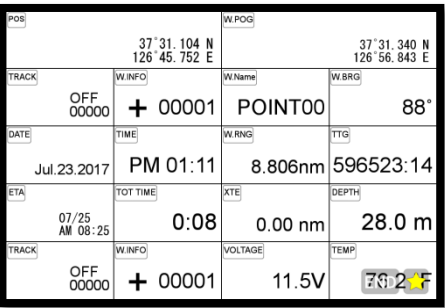 POS W.POG
37°31.104 N 37°31.340 N
126°45.752 E 126°56.843 E
TRACK W.INFO W.Name W.BRG
OFF
00000 + 00001 POINT00 88°
DATE TIME W.RNG TTG
Jul.23.2017 PM 01:11 8.806nm 596523:14
ETA TOT TIME XTE DEPTH
07/25
AM 08:25 0:08 0.00 nm 28.0 m
TRACK W.INFO VOLTAGE TEMP
OFF
00000 + 00001 11.5V
END